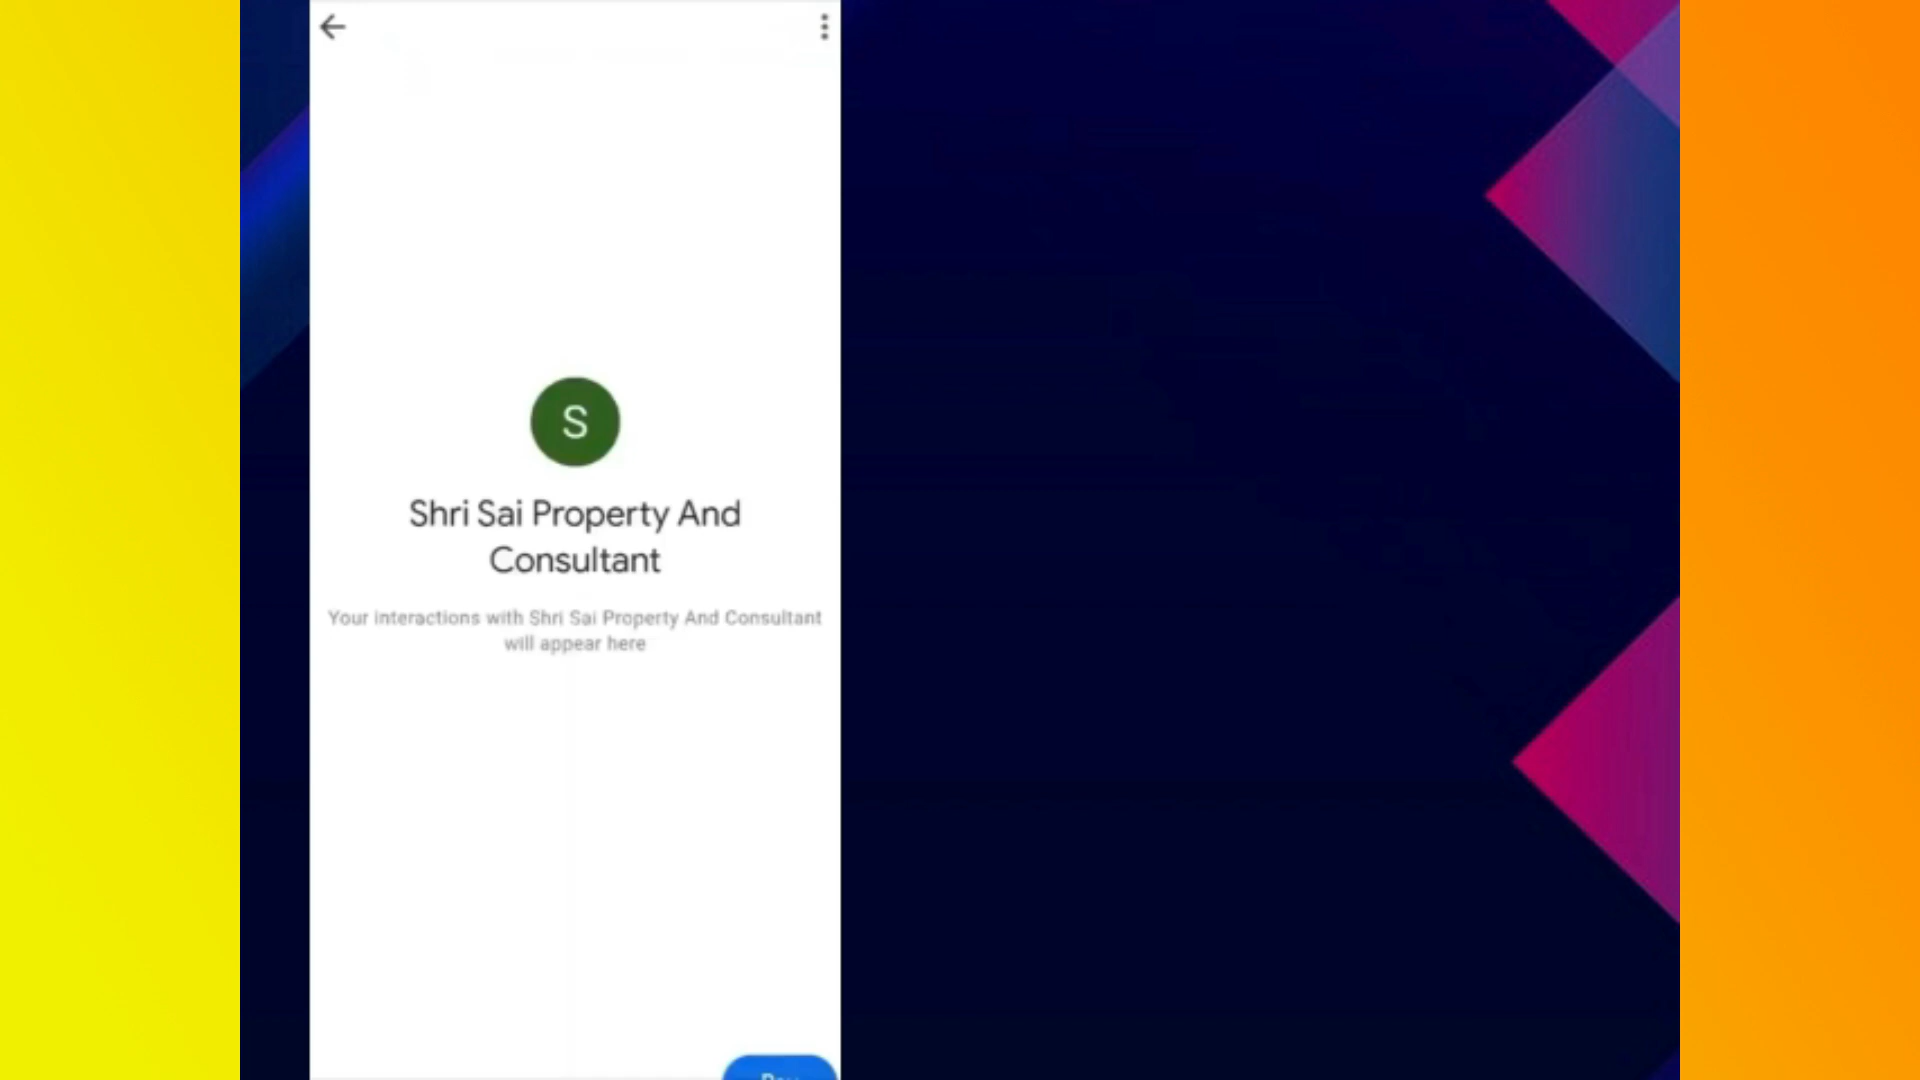 S
Shri Sai Property And
Consultant
Your interactions with Shri Sai Property And Consultant
will appear here